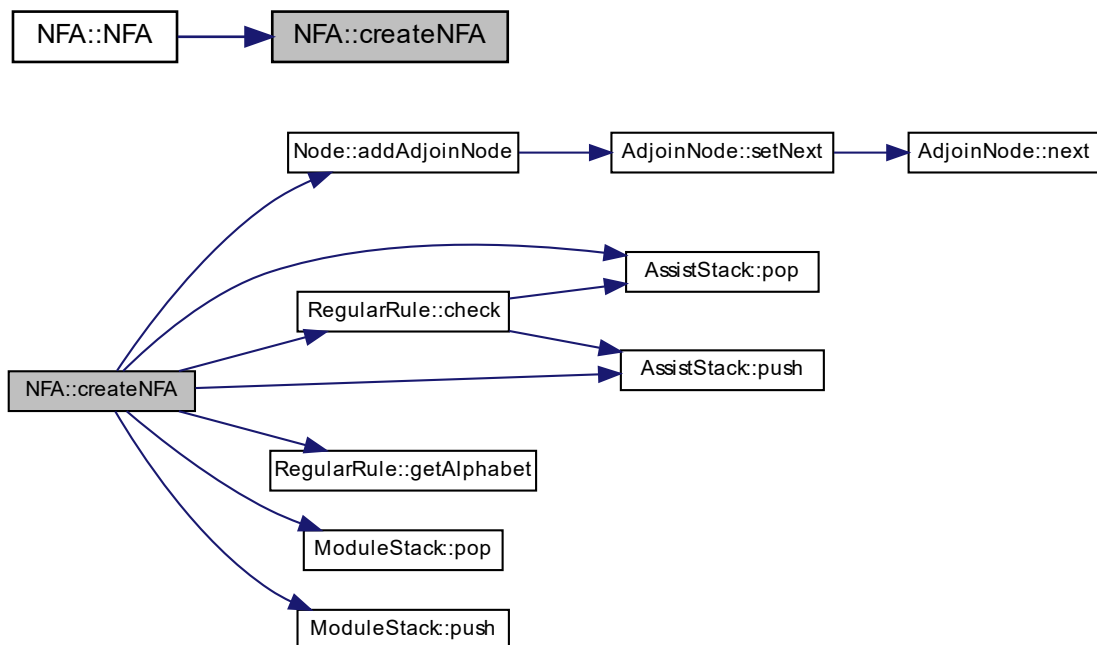 NFA::NFA
NFA::createNFA
Node::addAdjoinNode
AdjoinNode::setNext
AdjoinNode::next
AssistStack::pop
RegularRule::check
AssistStack::push
NFA::createNFA
RegularRule::getAlphabet
ModuleStack::pop
ModuleStack::push